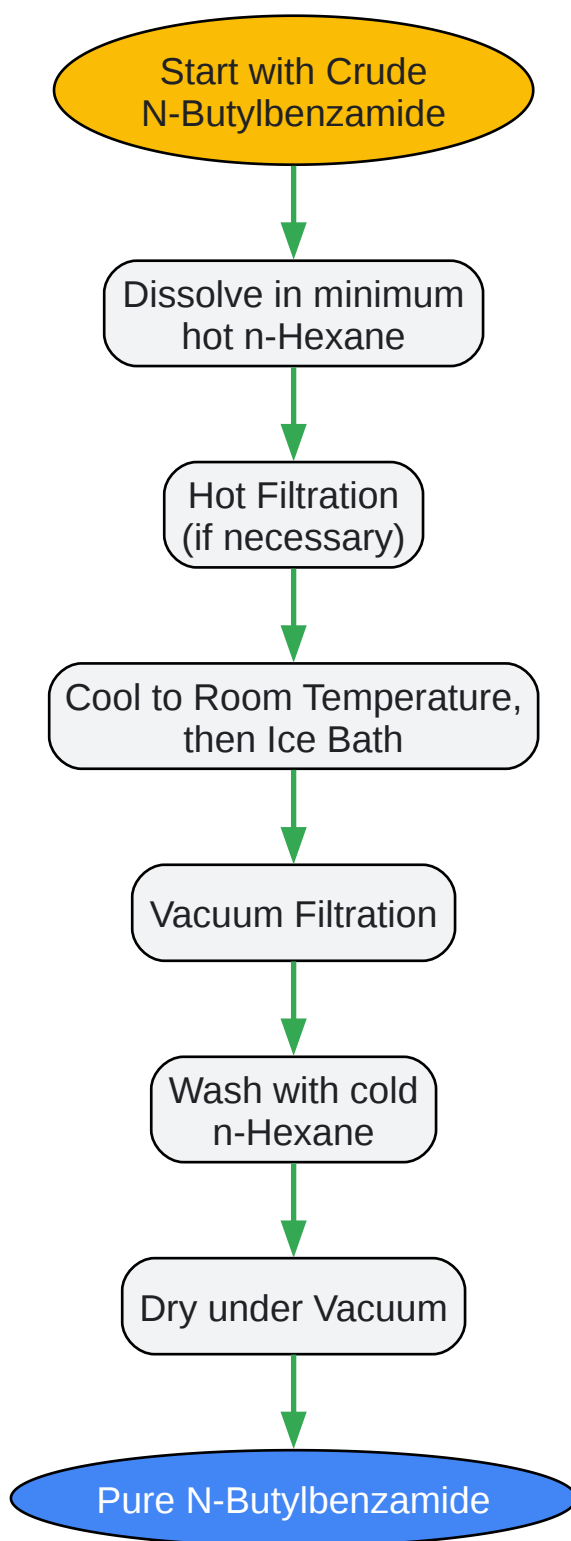 Start with Crude
N-Butylbenzamide
Dissolve in minimum
hot n-Hexane
Hot Filtration
(if necessary)
Cool to Room Temperature,
then Ice Bath
Vacuum Filtration
Wash with cold
n-Hexane
Dry under Vacuum
Pure N-Butylbenzamide